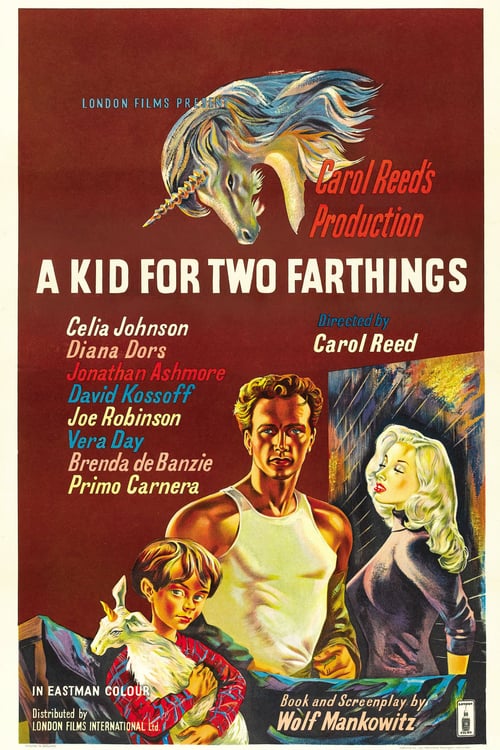 LONDON FILMS PRESENT
Carol Reed's
Production
A KID FOR TWO FARTHINGS
Celia Johnson
Diana Dors
Jonathan Ashmore
David Kossoff
Joe Robinson
Vera Day
Brenda de Banzie
Primo Carnera
Directed by
Carol Reed
IN EASTMAN COLOUR
Distributed by
LONDON FILMS INTERNATIONAL Ltd.
Book and Screenplay by
Wolf Mankowitz